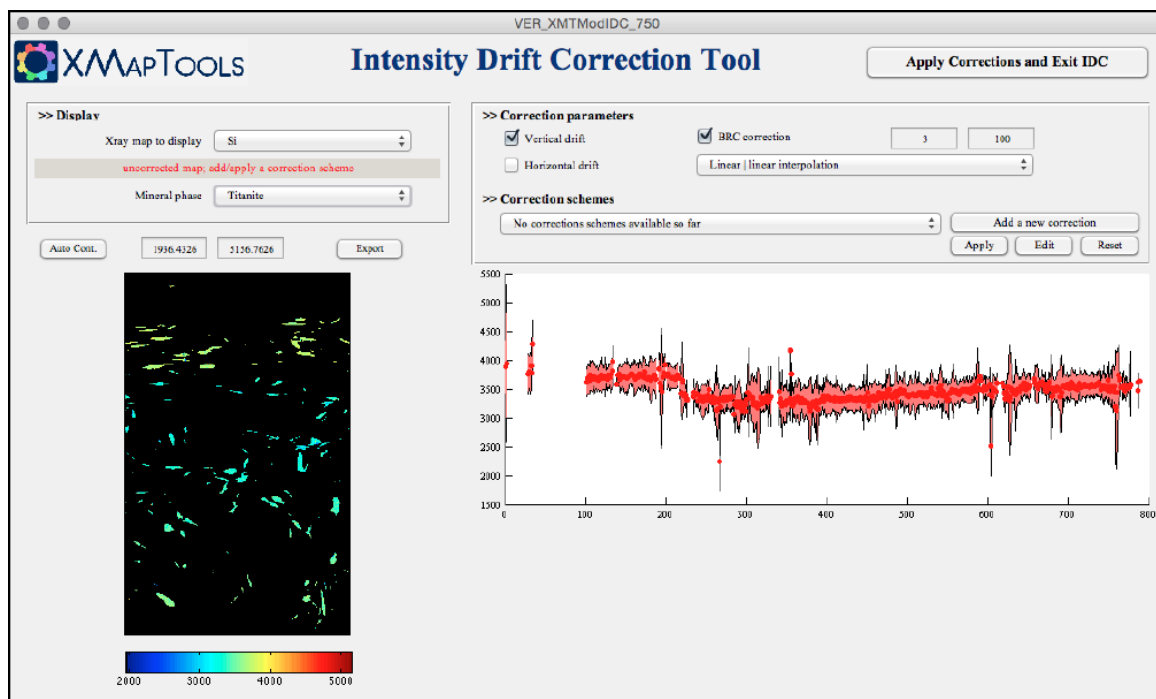 VER_XMTModIDC_750
XMAPTOOLS
Intensity Drift Correction Tool
Apply Corrections and Exit IDC
>> Display
Xray map to display
Si
uncorrected map; add/apply a correction scheme
Mineral phase
Titanite
Auto Cont.
1936.4326
5156.7626
Export
2000 3000 4000 5000
>> Correction parameters
Vertical drift
BRC correction
3
100
Horizontal drift
Linear | linear interpolation
>> Correction schemes
No corrections schemes available so far
Add a new correction
Apply
Edit
Reset
5500
5000
4500
4000
3500
3000
2500
2000
1500
0 100 200 300 400 500 600 700 800